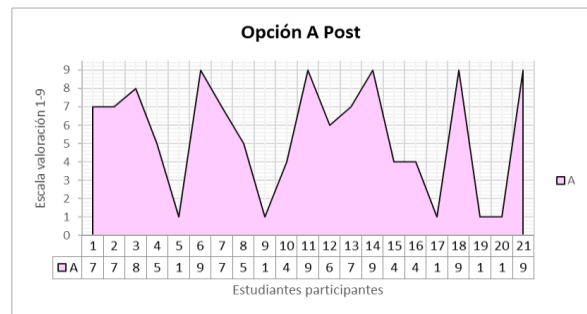 Opción A Post
Escala valoración 1-9
9
8
7
6
5
4
3
2
1
0
1 2 3 4 5 6 7 8 9 10 11 12 13 14 15 16 17 18 19 20 21
A 7 7 8 5 1 9 7 5 1 4 9 6 7 9 4 4 1 9 1 1 9
Estudiantes participantes
A